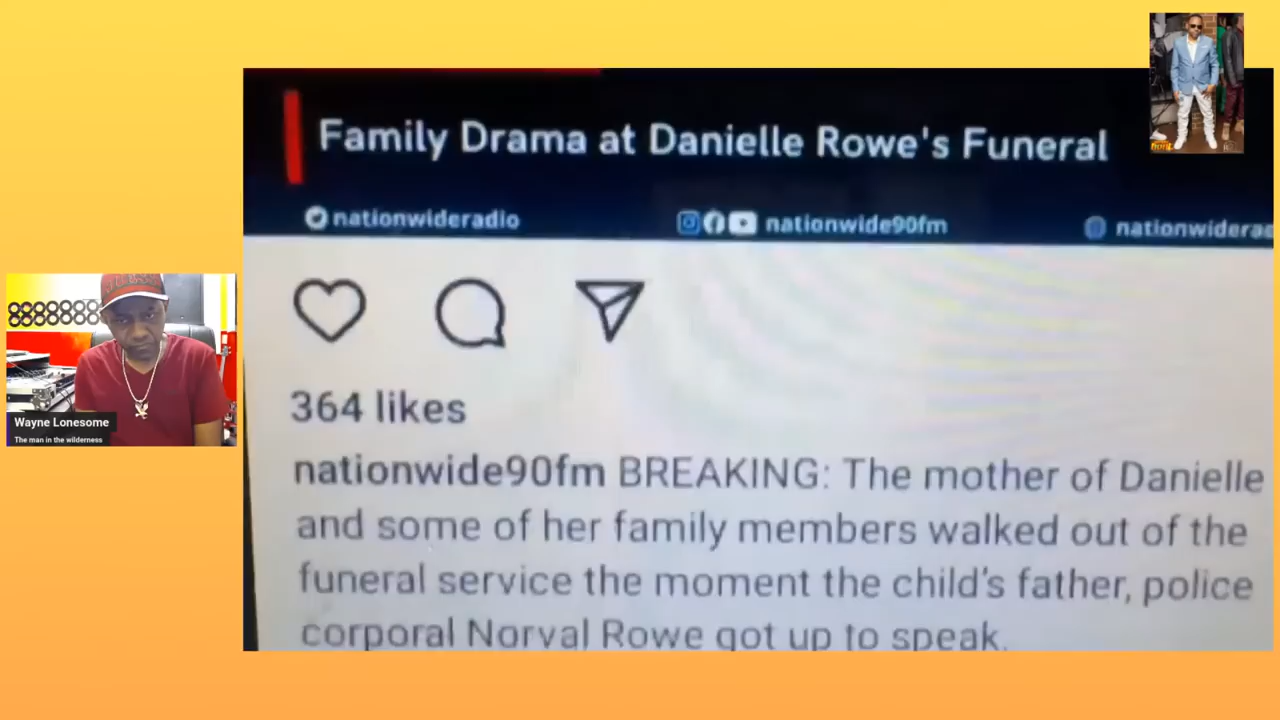 Family Drama at Danielle Rowe's Funeral
nationwideradio
nationwide90fm
nationwiderad
364 likes
nationwide90fm BREAKING: The mother of Danielle
and some of her family members walked out of the
funeral service the moment the child's father, police
corporal Norval Rowe got up to speak.
Wayne Lonesome
The man in the wilderness